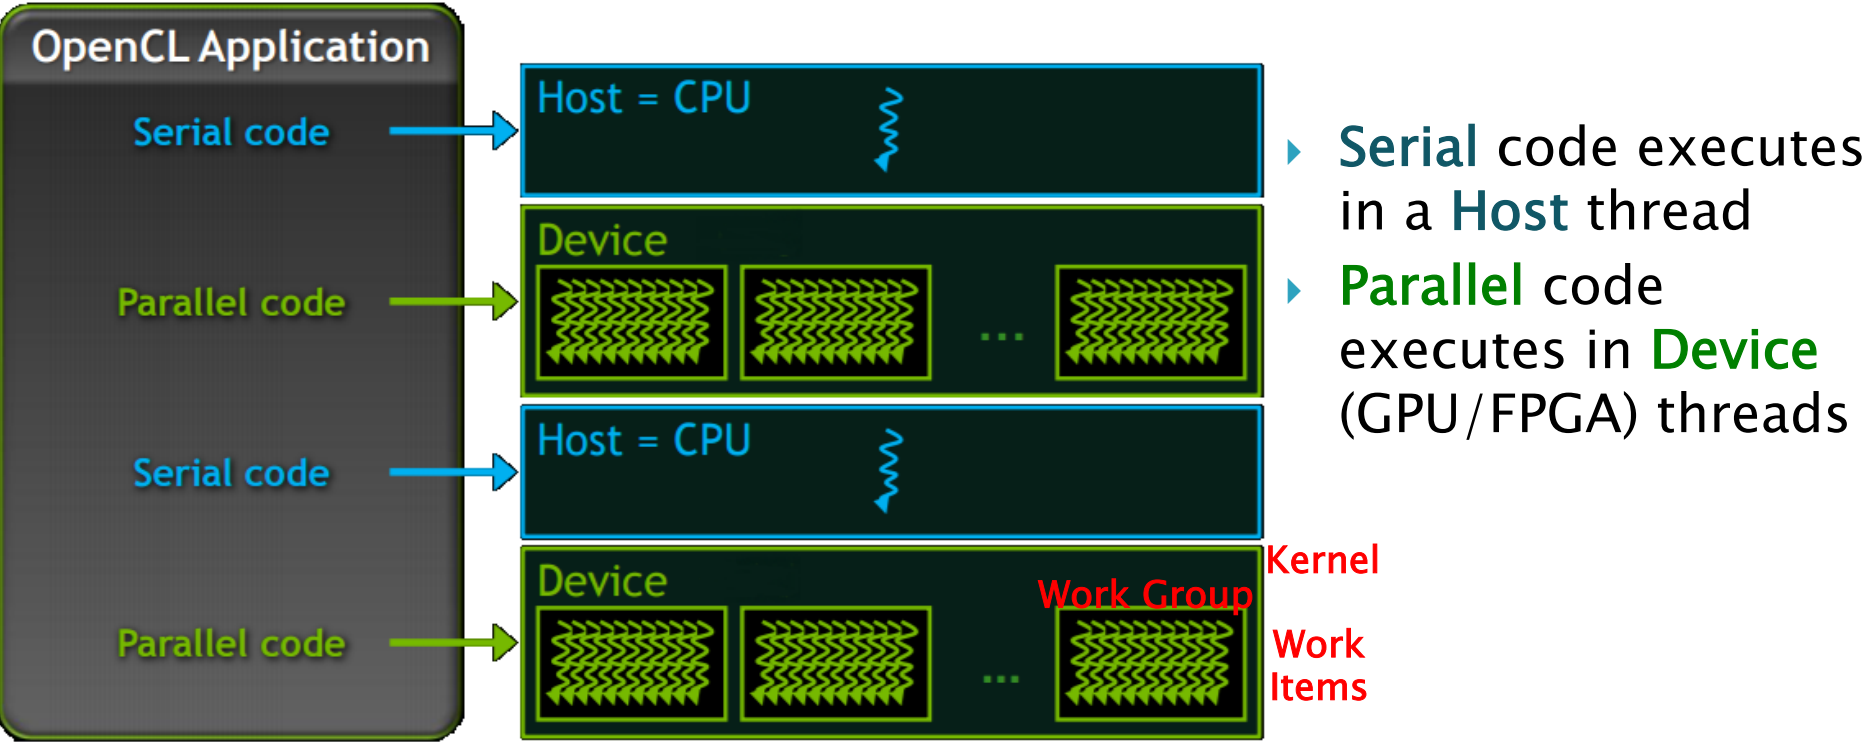 OpenCL Application
Serial code
Parallel code
Serial code
Parallel code
Host = CPU
Device
...
Host = CPU
Device
...
Kernel
Work Group
Work
Items
Serial code executes
in a Host thread
Parallel code
executes in Device
(GPU/FPGA) threads